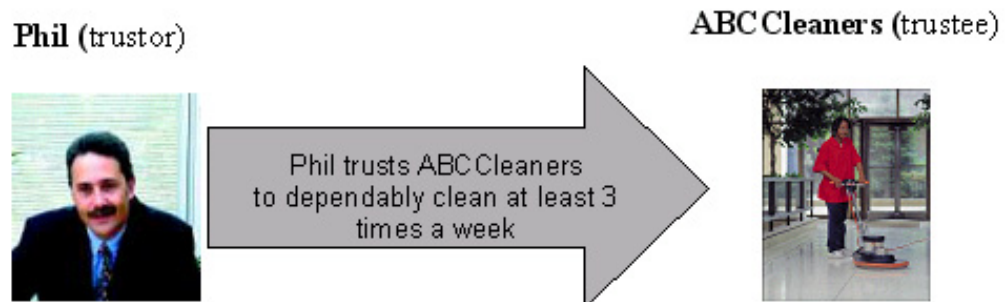 Phil (trustor)
ABC Cleaners (trustee)
Phil trusts ABC Cleaners
to dependably clean at least 3
times a week